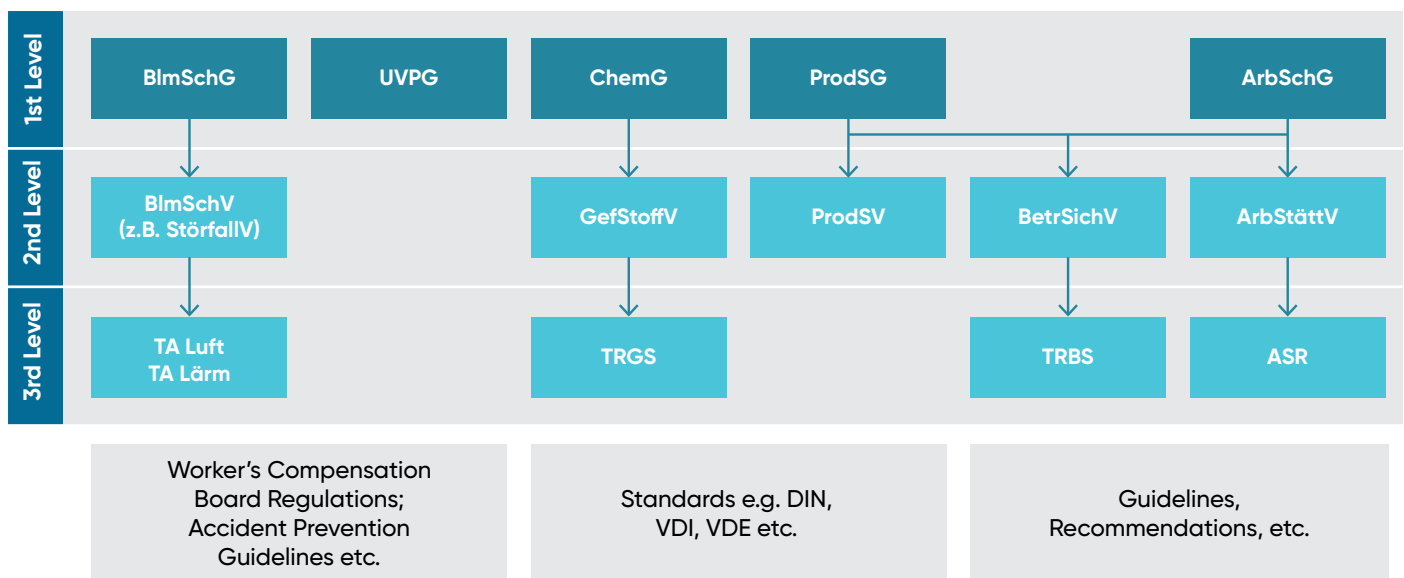 1st Level
BlmSchG
UVPG
ChemG
ProdSG
ArbSchG
2nd Level
BlmSchV
(z.B. StörfallV)
GefStoffV
ProdSV
BetrSichV
ArbStättV
3rd Level
TA Luft
TA Lärm
TRGS
TRBS
ASR
Worker’s Compensation
Board Regulations;
Accident Prevention
Guidelines etc.
Standards e.g. DIN,
VDI, VDE etc.
Guidelines,
Recommendations, etc.